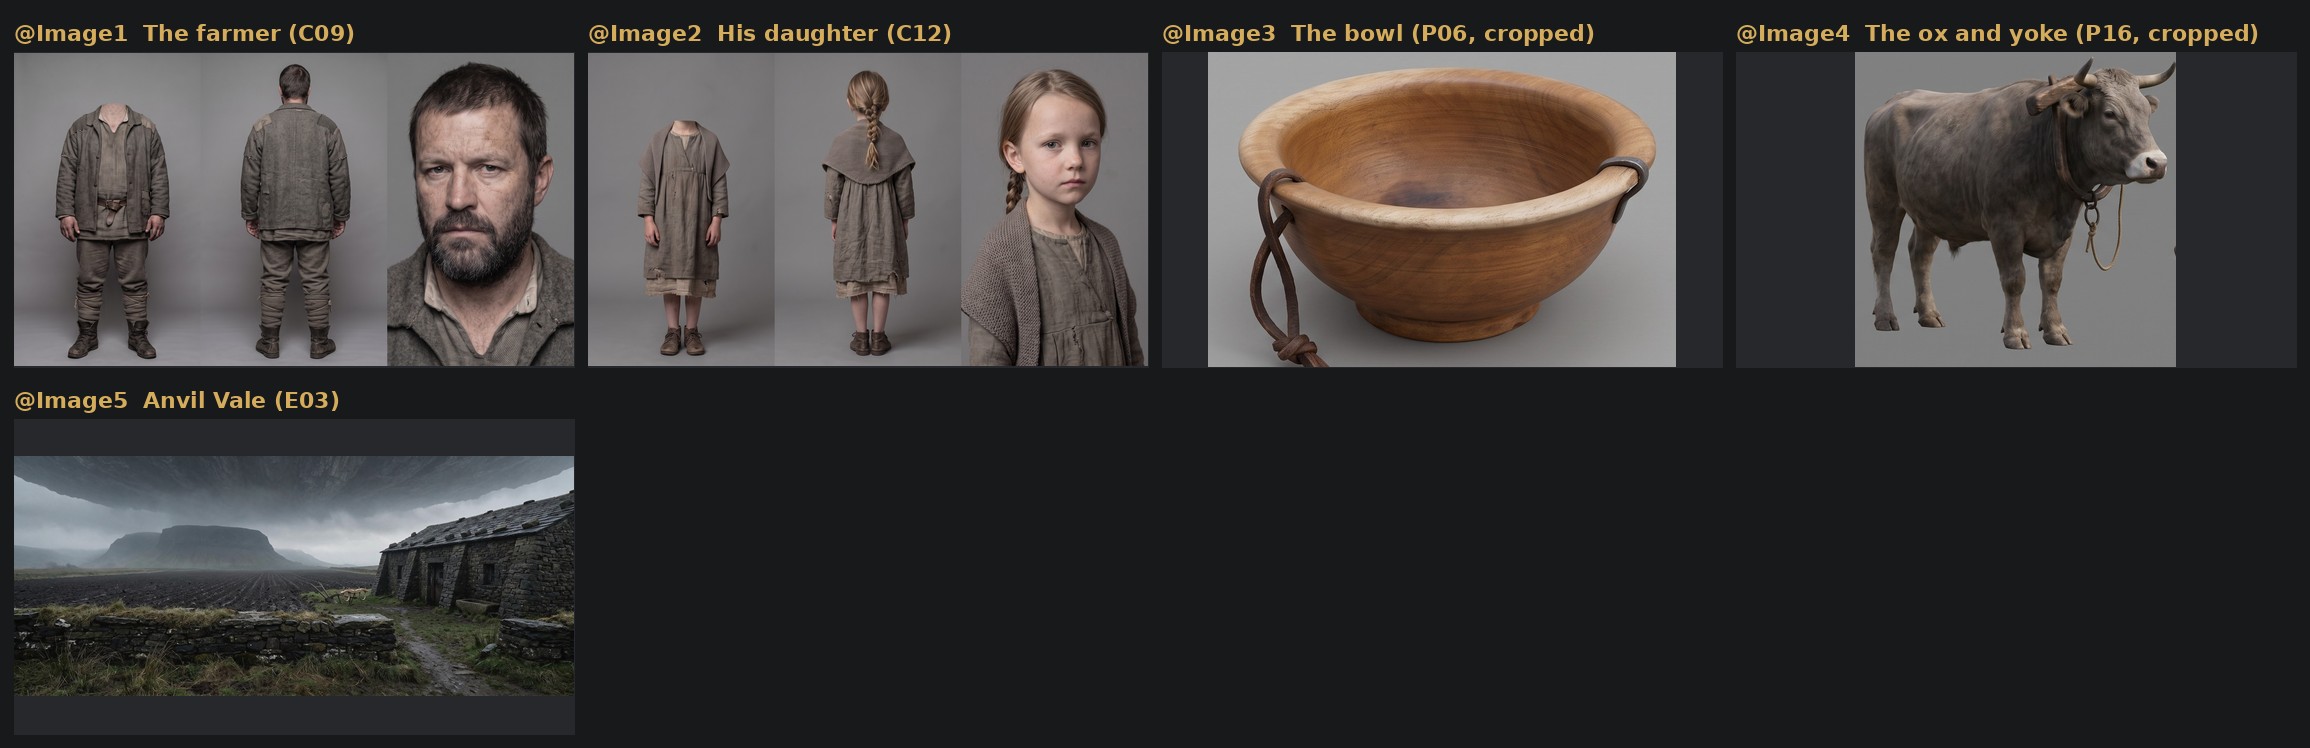 @Image1 The farmer (C09)
@Image2 His daughter (C12)
@Image3 The bowl (P06, cropped)
@Image4 The ox and yoke (P16, cropped)
@Image5 Anvil Vale (E03)